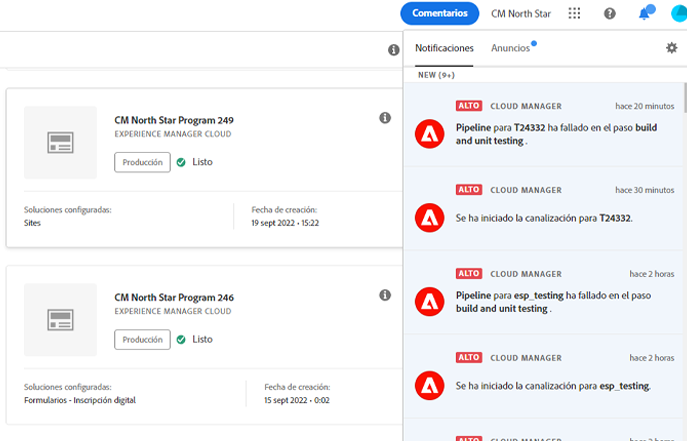 Comentarios
CM North Star
Notificaciones
Anuncios
NEW (9+)
CM North Star Program 249
EXPERIENCE MANAGER CLOUD
Producción
Listo
Soluciones configuradas:
Sites
Fecha de creación:
19 sept 2022 • 15:22
CM North Star Program 246
EXPERIENCE MANAGER CLOUD
Producción
Listo
Soluciones configuradas:
Formularios - Inscripción digital
Fecha de creación:
15 sept 2022 • 0:02
ALTO CLOUD MANAGER hace 20 minutos
Pipeline para T24332 ha fallado en el paso build
and unit testing .
ALTO CLOUD MANAGER hace 30 minutos
Se ha iniciado la canalización para T24332.
ALTO CLOUD MANAGER hace 2 horas
Pipeline para esp_testing ha fallado en el paso
build and unit testing .
ALTO CLOUD MANAGER hace 2 horas
Se ha iniciado la canalización para esp_testing.
ALTO CLOUD MANAGER hace 2 horas